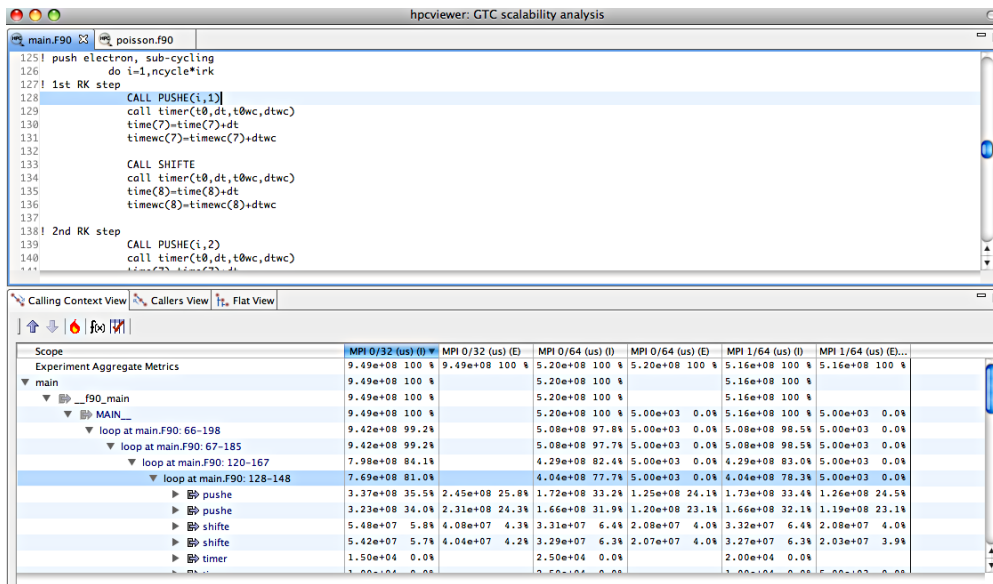 hpcviewer: GTC scalability analysis
main.F90 poisson.f90
125! push electron, sub-cycling
126 do i=1,ncycle*irk
127! 1st RK step
128 CALL PUSHE(i,1)
129 call timer(t0,dt,t0wc,dtwc)
130 time(7)=time(7)+dt
131 timewc(7)=timewc(7)+dtwc
132
133 CALL SHIFTE
134 call timer(t0,dt,t0wc,dtwc)
135 time(8)=time(8)+dt
136 timewc(8)=timewc(8)+dtwc
137
138! 2nd RK step
139 CALL PUSHE(i,2)
140 call timer(t0,dt,t0wc,dtwc)
Calling Context View Callers View Flat View
f(x)
Scope MPI 0/32 (us) (I) MPI 0/32 (us) (E) MPI 0/64 (us) (I) MPI 0/64 (us) (E) MPI 1/64 (us) (I) MPI 1/64 (us) (E)...
Experiment Aggregate Metrics 9.49e+08 100 % 9.49e+08 100 % 5.20e+08 100 % 5.20e+08 100 % 5.16e+08 100 % 5.16e+08 100 %
main 9.49e+08 100 % 5.20e+08 100 % 5.16e+08 100 %
__f90_main 9.49e+08 100 % 5.20e+08 100 % 5.16e+08 100 %
MAIN__ 9.49e+08 100 % 5.20e+08 100 % 5.00e+03 0.0% 5.16e+08 100 % 5.00e+03 0.0%
loop at main.F90: 66-198 9.42e+08 99.2% 5.08e+08 97.8% 5.00e+03 0.0% 5.08e+08 98.5% 5.00e+03 0.0%
loop at main.F90: 67-185 9.42e+08 99.2% 5.08e+08 97.7% 5.00e+03 0.0% 5.08e+08 98.5% 5.00e+03 0.0%
loop at main.F90: 120-167 7.98e+08 84.1% 4.29e+08 82.4% 5.00e+03 0.0% 4.29e+08 83.0% 5.00e+03 0.0%
loop at main.F90: 128-148 7.69e+08 81.0% 4.04e+08 77.7% 5.00e+03 0.0% 4.04e+08 78.3% 5.00e+03 0.0%
pushe 3.37e+08 35.5% 2.45e+08 25.8% 1.72e+08 33.2% 1.25e+08 24.1% 1.73e+08 33.4% 1.26e+08 24.5%
pushe 3.23e+08 34.0% 2.31e+08 24.3% 1.66e+08 31.9% 1.20e+08 23.1% 1.66e+08 32.1% 1.19e+08 23.1%
shifte 5.48e+07 5.8% 4.08e+07 4.3% 3.31e+07 6.4% 2.08e+07 4.0% 3.32e+07 6.4% 2.08e+07 4.0%
shifte 5.42e+07 5.7% 4.04e+07 4.2% 3.29e+07 6.3% 2.07e+07 4.0% 3.27e+07 6.3% 2.03e+07 3.9%
timer 1.50e+04 0.0% 2.50e+04 0.0% 2.00e+04 0.0%